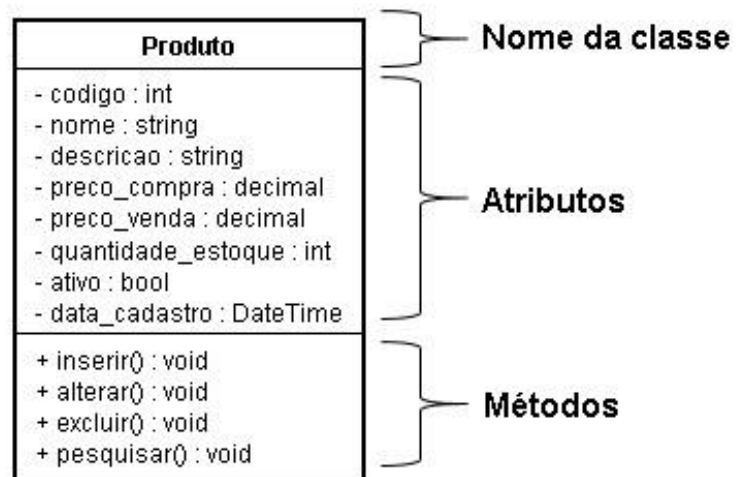 Produto
- codigo : int
- nome : string
- descricao : string
- preco_compra : decimal
- preco_venda : decimal
- quantidade_estoque : int
- ativo : bool
- data_cadastro : DateTime
+ inserir() : void
+ alterar() : void
+ excluir() : void
+ pesquisar() : void
Nome da classe
Atributos
Métodos